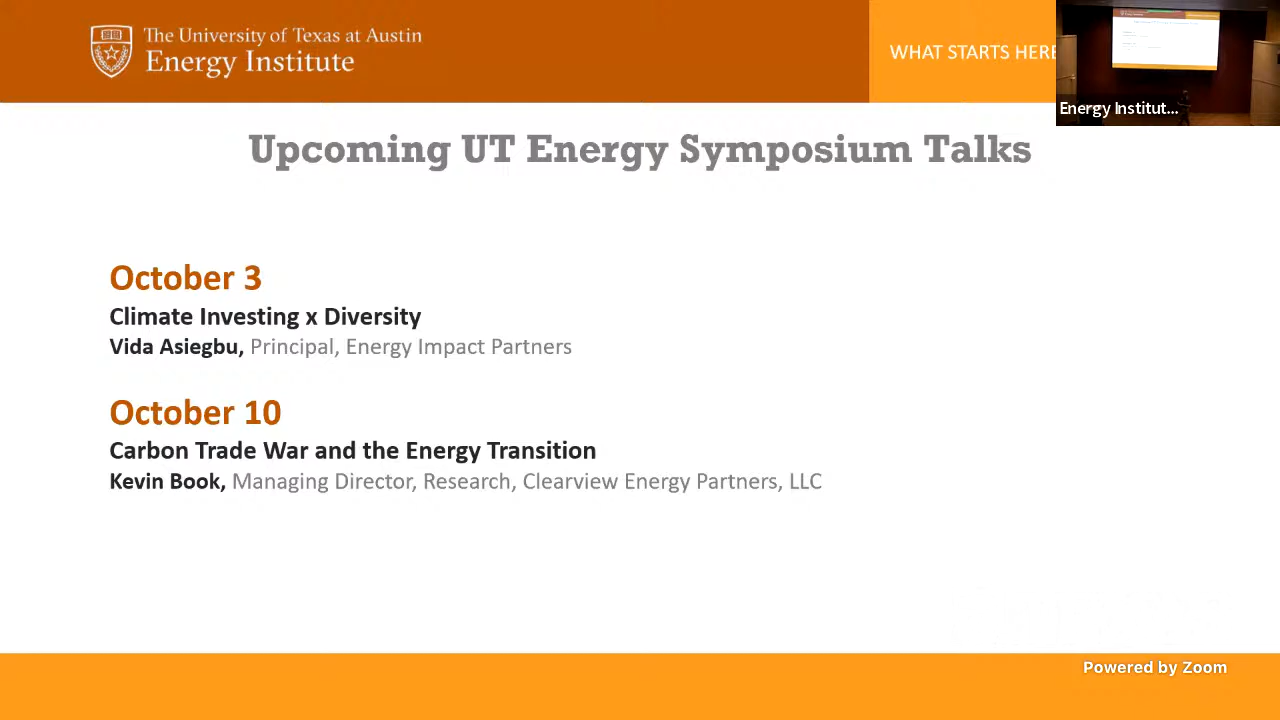 The University of Texas at Austin
Energy Institute
WHAT STARTS HERE
Energy Institut...
Upcoming UT Energy Symposium Talks
October 3
Climate Investing x Diversity
Vida Asiegbu, Principal, Energy Impact Partners
October 10
Carbon Trade War and the Energy Transition
Kevin Book, Managing Director, Research, Clearview Energy Partners, LLC
Powered by Zoom